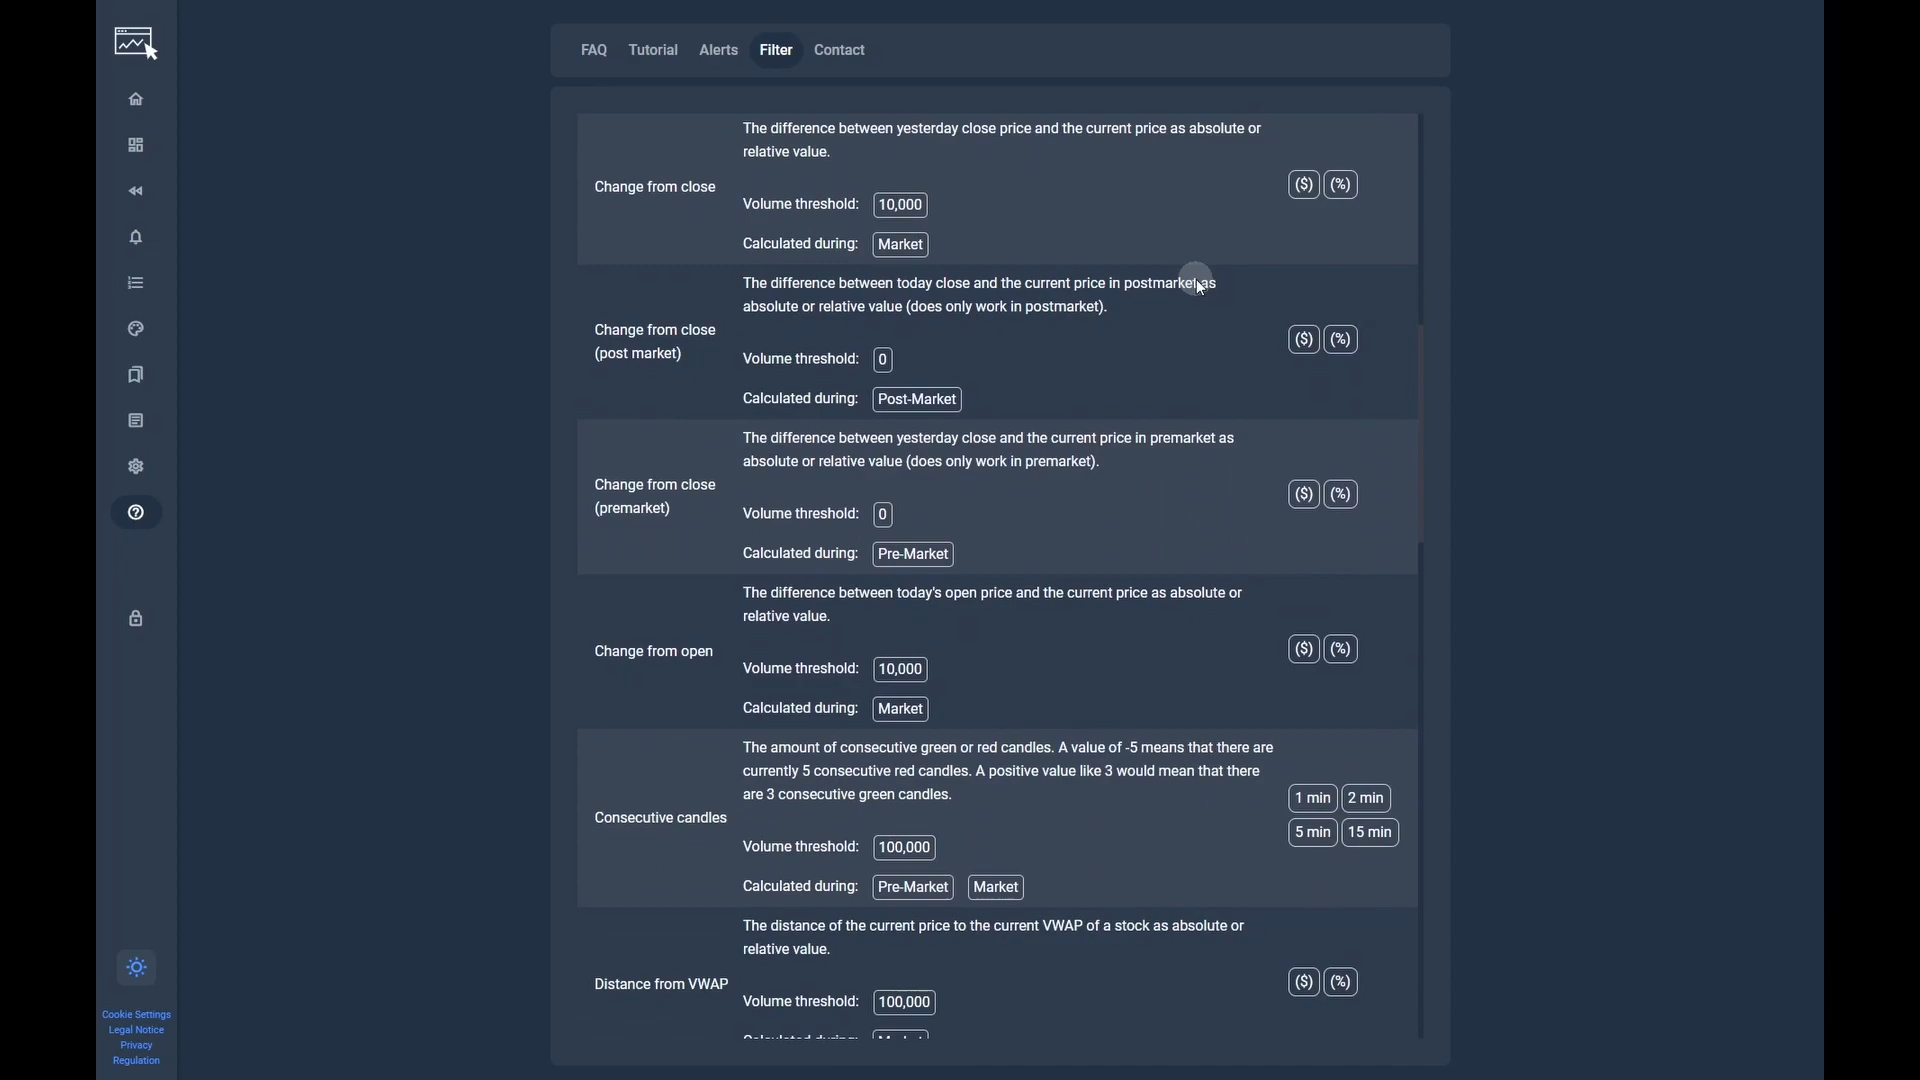 FAQ Tutorial Alerts Filter Contact
The difference between yesterday close price and the current price as absolute or
relative value.
Change from close
($) (%)
Volume threshold: 10,000
Calculated during: Market
The difference between today close and the current price in postmarket as
absolute or relative value (does only work in postmarket).
Change from close
(post market)
($) (%)
Volume threshold: 0
Calculated during: Post-Market
The difference between yesterday close and the current price in premarket as
absolute or relative value (does only work in premarket).
Change from close
(premarket)
($) (%)
Volume threshold: 0
Calculated during: Pre-Market
The difference between today's open price and the current price as absolute or
relative value.
Change from open
($) (%)
Volume threshold: 10,000
Calculated during: Market
The amount of consecutive green or red candles. A value of -5 means that there are
currently 5 consecutive red candles. A positive value like 3 would mean that there
are 3 consecutive green candles.
Consecutive candles
1 min 2 min
5 min 15 min
Volume threshold: 100,000
Calculated during: Pre-Market Market
The distance of the current price to the current VWAP of a stock as absolute or
relative value.
Distance from VWAP
($) (%)
Volume threshold: 100,000
Calculated during: Market
Cookie Settings
Legal Notice
Privacy
Regulation